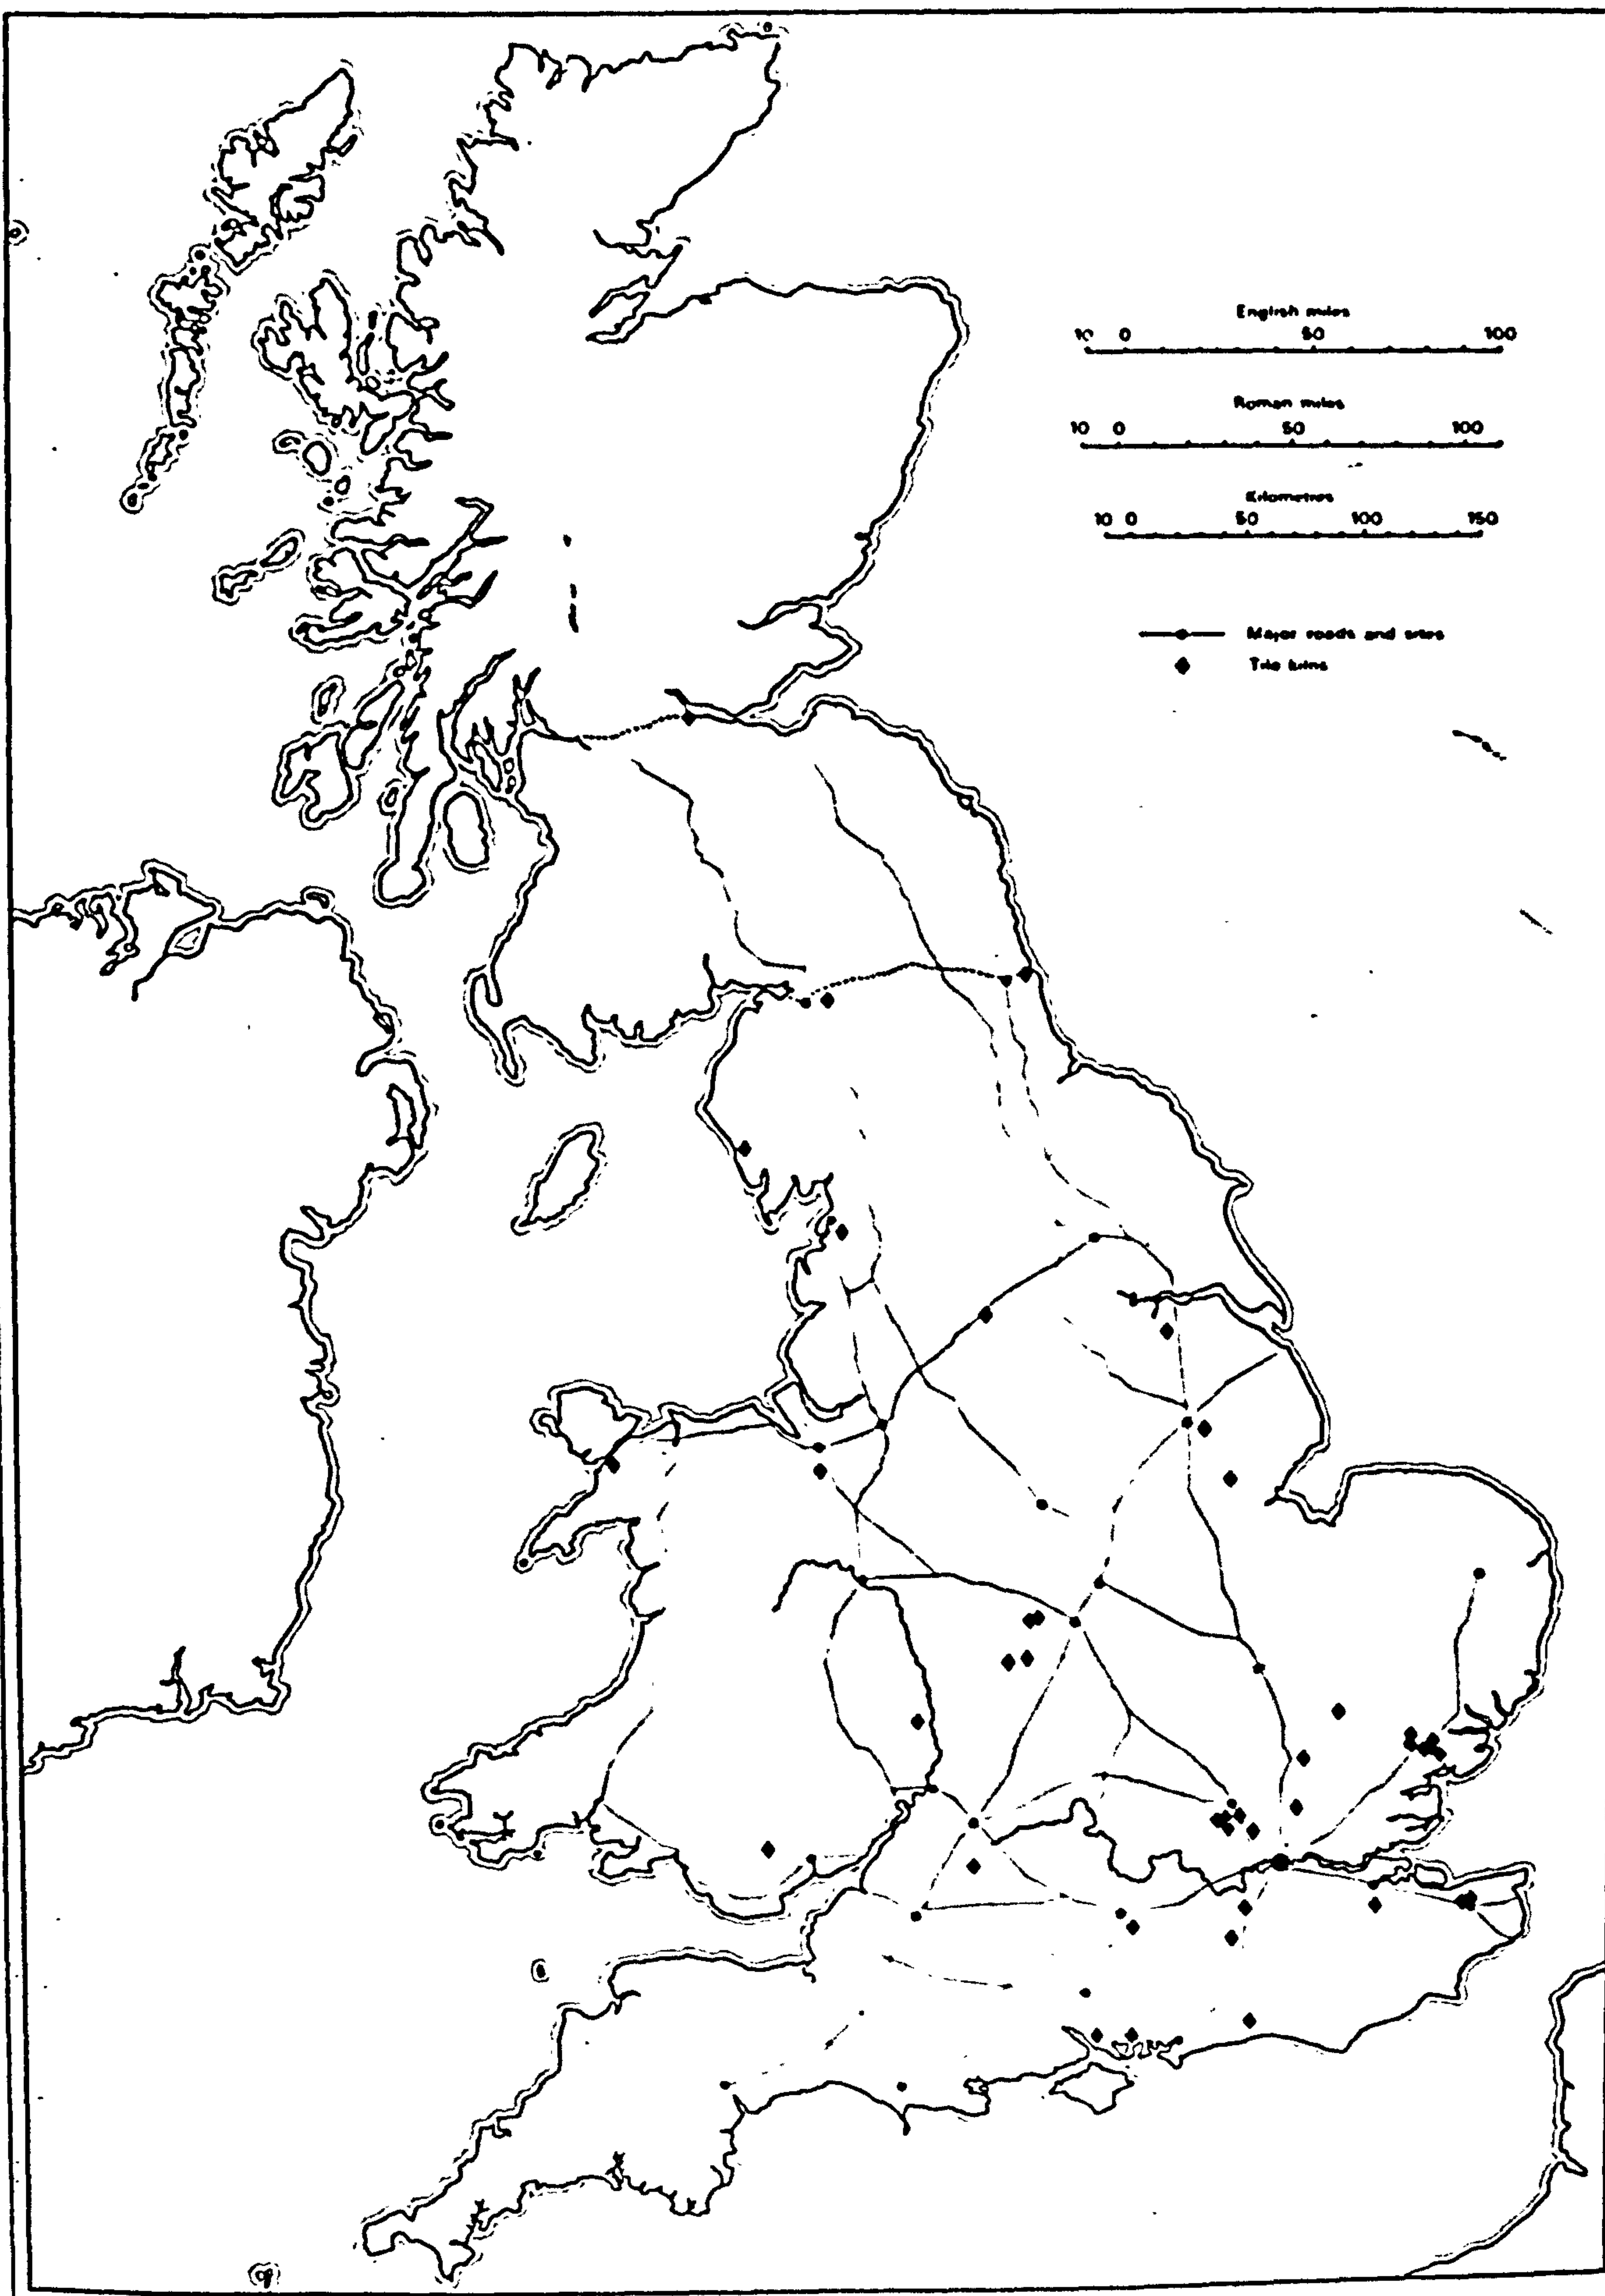 English miles
10 0 50 100
Roman miles
10 0 50 100
Kilometres
10 0 50 100 150
Major roads and sites
Tile kilns